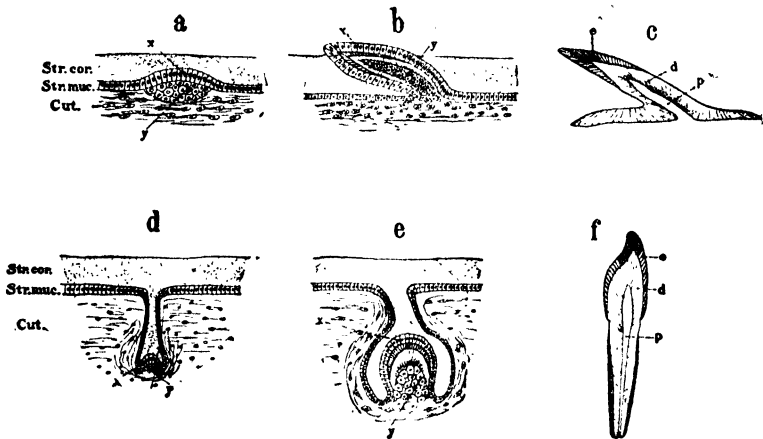 a b c
x
Str. cor.
Str. muc.
Cut.
y
x y
e
d
p
d e f
Str. cor.
Str. muc.
Cut.
x y
x
y
e
d
p